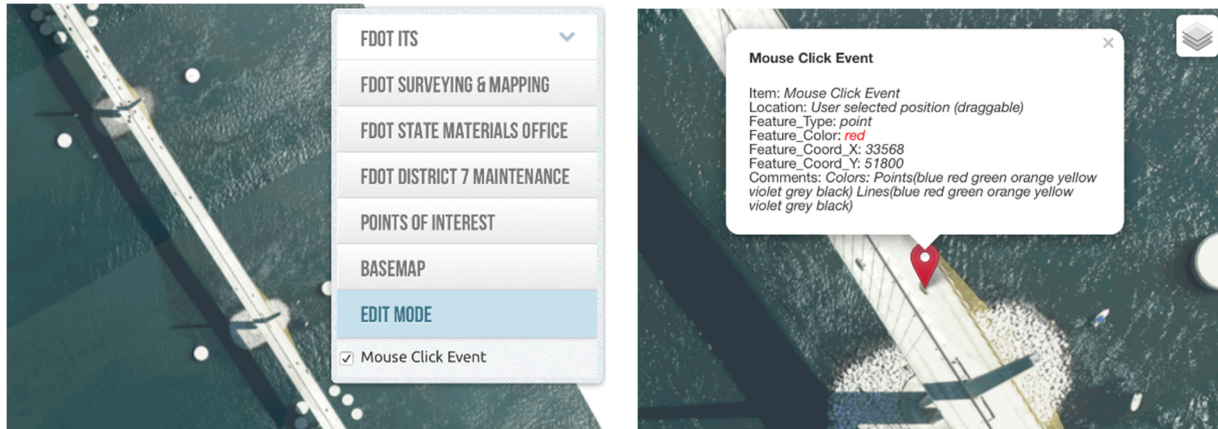 FDOT ITS
FDOT SURVEYING & MAPPING
FDOT STATE MATERIALS OFFICE
FDOT DISTRICT 7 MAINTENANCE
POINTS OF INTEREST
BASEMAP
EDIT MODE
Mouse Click Event
Mouse Click Event
Item: Mouse Click Event
Location: User selected position (draggable)
Feature_Type: point
Feature_Color: red
Feature_Coord_X: 33568
Feature_Coord_Y: 51800
Comments: Colors: Points(blue red green orange yellow
violet grey black) Lines(blue red green orange yellow
violet grey black)